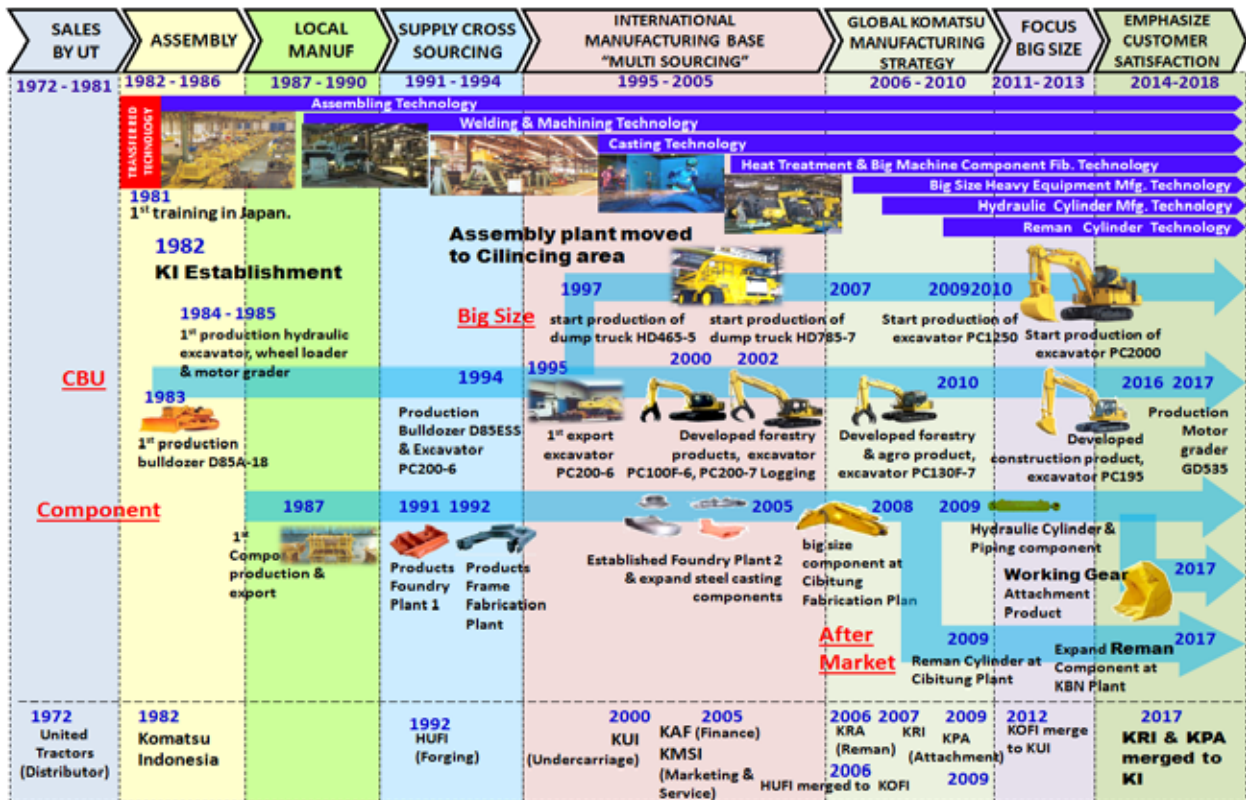 SALES
BY UT
ASSEMBLY
LOCAL
MANUF
SUPPLY CROSS
SOURCING
INTERNATIONAL
MANUFACTURING BASE
“MULTI SOURCING”
GLOBAL KOMATSU
MANUFACTURING
STRATEGY
FOCUS
BIG SIZE
EMPHASIZE
CUSTOMER
SATISFACTION
1972 - 1981
1982 - 1986
1987 - 1990
1991 - 1994
1995 - 2005
2006 - 2010
2011- 2013
2014-2018
TRANSFERRED
TECHNOLOGY
Assembling Technology
Welding & Machining Technology
Casting Technology
Heat Treatment & Big Machine Component Fib. Technology
Big Size Heavy Equipment Mfg. Technology
Hydraulic Cylinder Mfg. Technology
Reman Cylinder Technology
1981
1st training in Japan.
1982
KI Establishment
Assembly plant moved
to Cilincing area
Big Size
1997
start production of
dump truck HD465-5
start production of
dump truck HD785-7
2007
2009
2010
Start production of
excavator PC1250
Start production of
excavator PC2000
1984 - 1985
1st production hydraulic
excavator, wheel loader
& motor grader
CBU
1983
1st production
bulldozer D85A-18
1994
Production
Bulldozer D85ESS
& Excavator
PC200-6
1995
1st export
excavator
PC200-6
2000
2002
Developed forestry
products, excavator
PC100F-6, PC200-7 Logging
2010
Developed forestry
& agro product,
excavator PC130F-7
Developed
construction product,
excavator PC195
2016
2017
Production
Motor
grader
GD535
Component
1987
1st
production &
export
1991
Products
Foundry
Plant 1
1992
Products
Frame
Fabrication
Plant
2005
Established Foundry Plant 2
& expand steel casting
components
2008
big size
component at
Cibitung
Fabrication Plan
2009
Hydraulic Cylinder &
Piping component
Working Gear
Attachment
Product
2017
After
Market
2009
Reman Cylinder at
Cibitung Plant
Expand Reman
Component at
KBN Plant
2017
1972
United
Tractors
(Distributor)
1982
Komatsu
Indonesia
1992
HUFI
(Forging)
2000
KUI
(Undercarriage)
2005
KAF (Finance)
KMSI
(Marketing &
Service)
2006
KRA
(Reman)
2006
HUFI merged to KOFI
2007
KRI
2009
KPA
(Attachment)
2009
2012
KOFI merge
to KUI
2017
KRI & KPA
merged to
KI